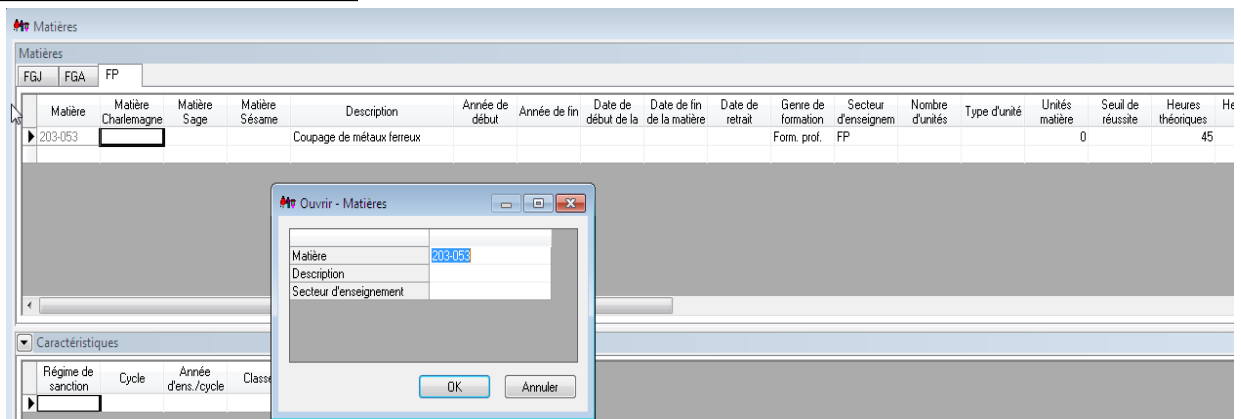 Matières
Matières
FGJ FGA FP
Matière Matière Charlemagne Matière Sage Matière Sésame Description Année de début Année de fin Date de début de la Date de fin de la matière Date de retrait Genre de formation Secteur d'enseignem Nombre d'unités Type d'unité Unités matière Seuil de réussite Heures théoriques He
203-053 Coupage de métaux ferreux Form. prof. FP 0 45
Ouvrir - Matières
Matière 203-053
Description
Secteur d'enseignement
OK Annuler
Caractéristiques
Régime de sanction Cycle Année d'ens./cycle Classe